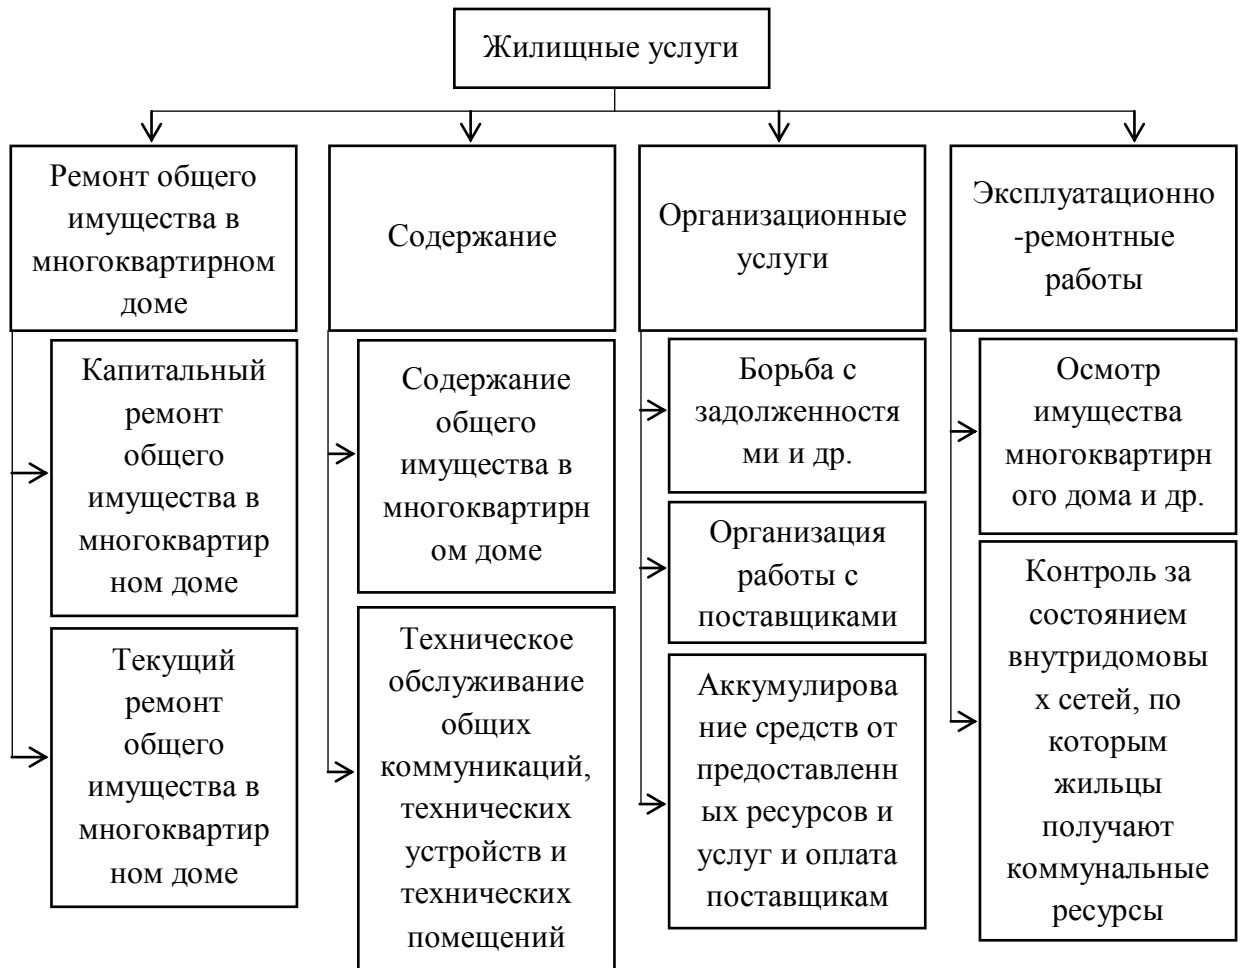 Жилищные услуги
Ремонт общего
имущества в
многоквартирном
доме
Капитальный
ремонт
общего
имущества в
многоквартир
ном доме
Текущий
ремонт
общего
имущества в
многоквартир
ном доме
Содержание
Содержание
общего
имущества в
многоквартирн
ом доме
Техническое
обслуживание
общих
коммуникаций,
технических
устройств и
технических
помещений
Организационные
услуги
Борьба с
задолженностя
ми и др.
Организация
работы с
поставщиками
Аккумулирова
ние средств от
предоставленн
ых ресурсов и
услуг и оплата
поставщикам
Эксплуатационно
-ремонтные
работы
Осмотр
имущества
многоквартирн
ого дома и др.
Контроль за
состоянием
внутридомовы
х сетей, по
которым
жильцы
получают
коммунальные
ресурсы